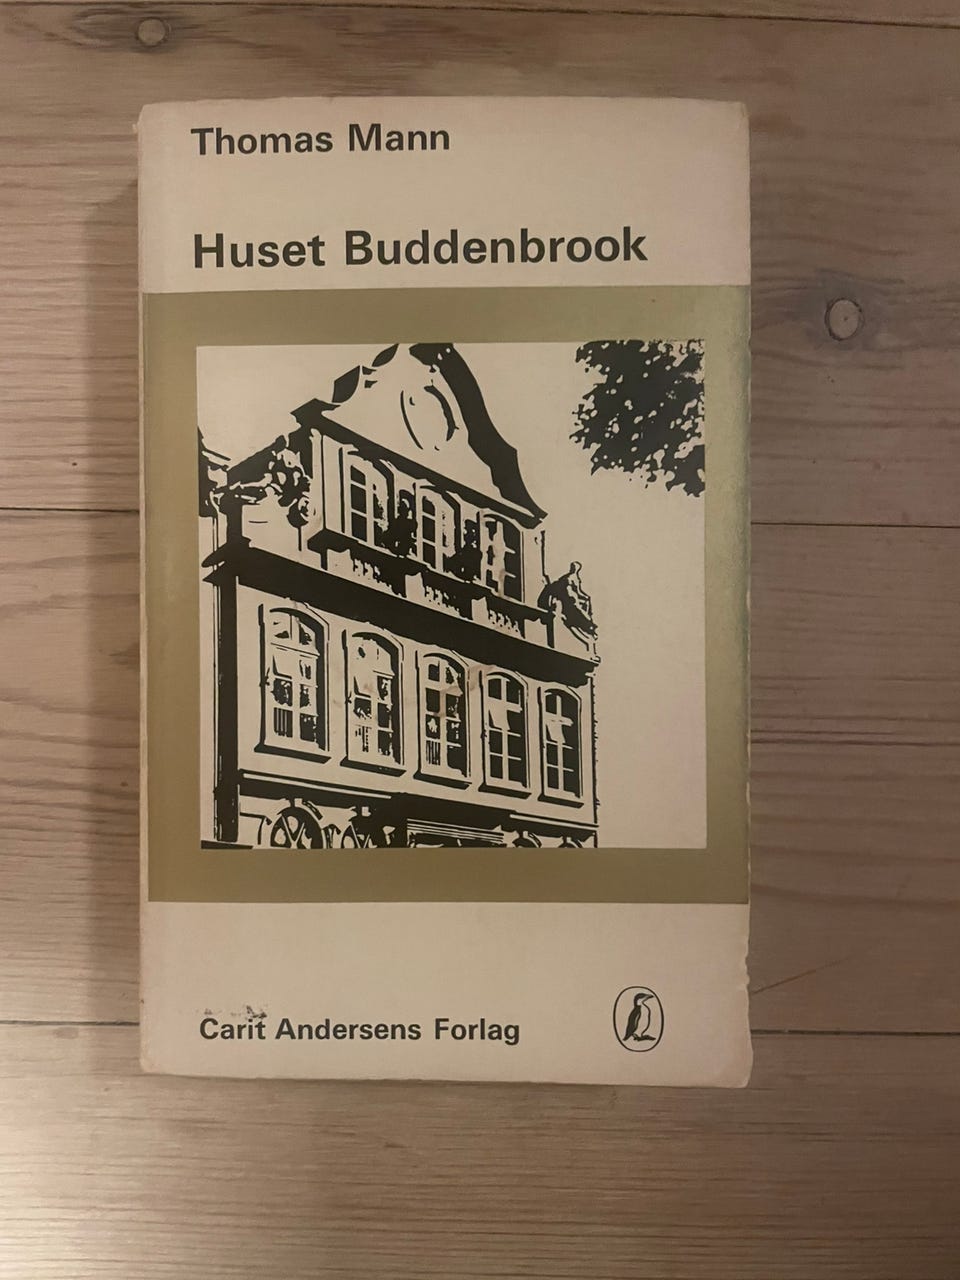 Thomas Mann
Huset Buddenbrook
Carit Andersens Forlag